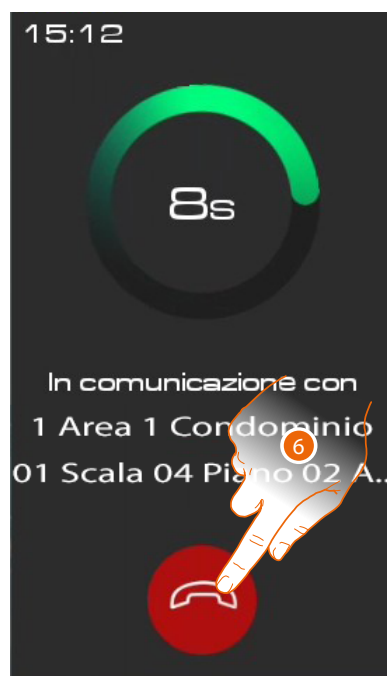 15:12
8s
In comunicazione con
1 Area 1 Condominio
6
01 Scala 04 Piano 02 A..